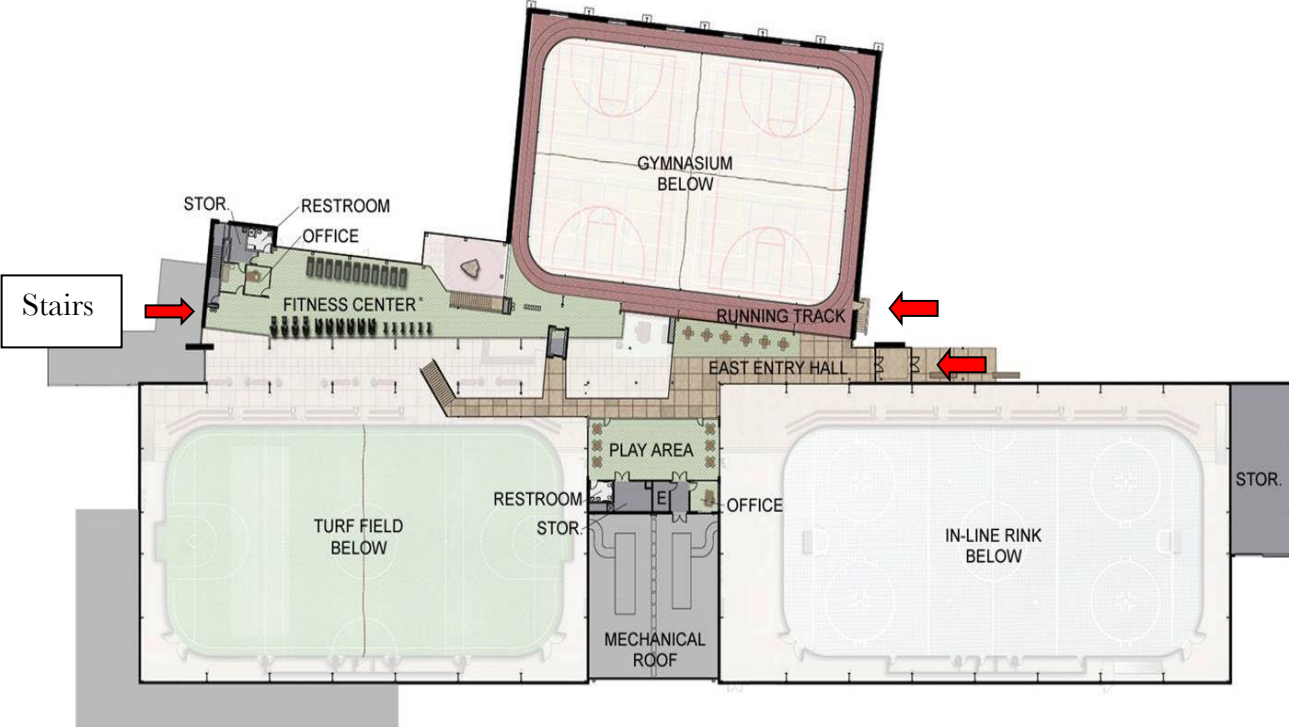 GYMNASIUM
BELOW
STOR.
RESTROOM
OFFICE
Stairs
FITNESS CENTER
RUNNING TRACK
EAST ENTRY HALL
PLAY AREA
RESTROOM
E
OFFICE
STOR.
STOR.
TURF FIELD
BELOW
IN-LINE RINK
BELOW
MECHANICAL
ROOF